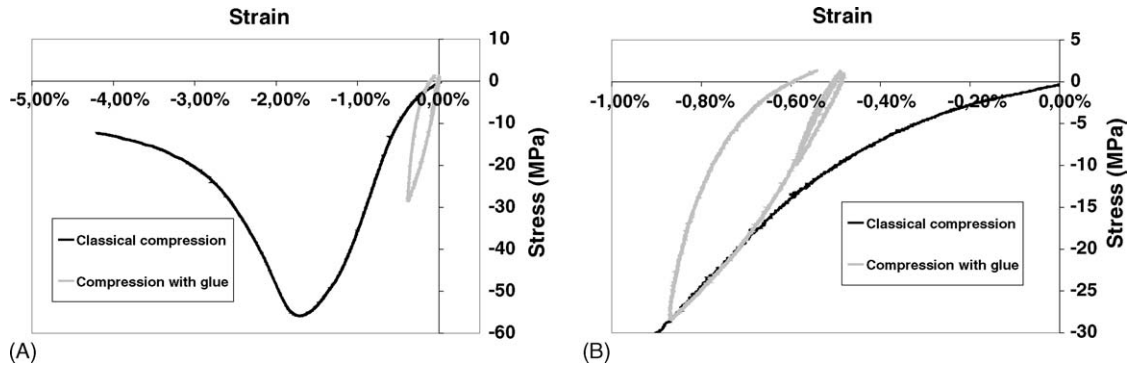 Strain
10
0
-5,00% -4,00% -3,00% -2,00% -1,00% 0,00%
-10
-20
-30
-40
-50
-60
Stress (MPa)
Classical compression
Compression with glue
(A)
Strain
5
0
-1,00% -0,80% -0,60% -0,40% -0,20% 0,00%
-5
-10
-15
-20
-25
-30
Stress (MPa)
Classical compression
Compression with glue
(B)